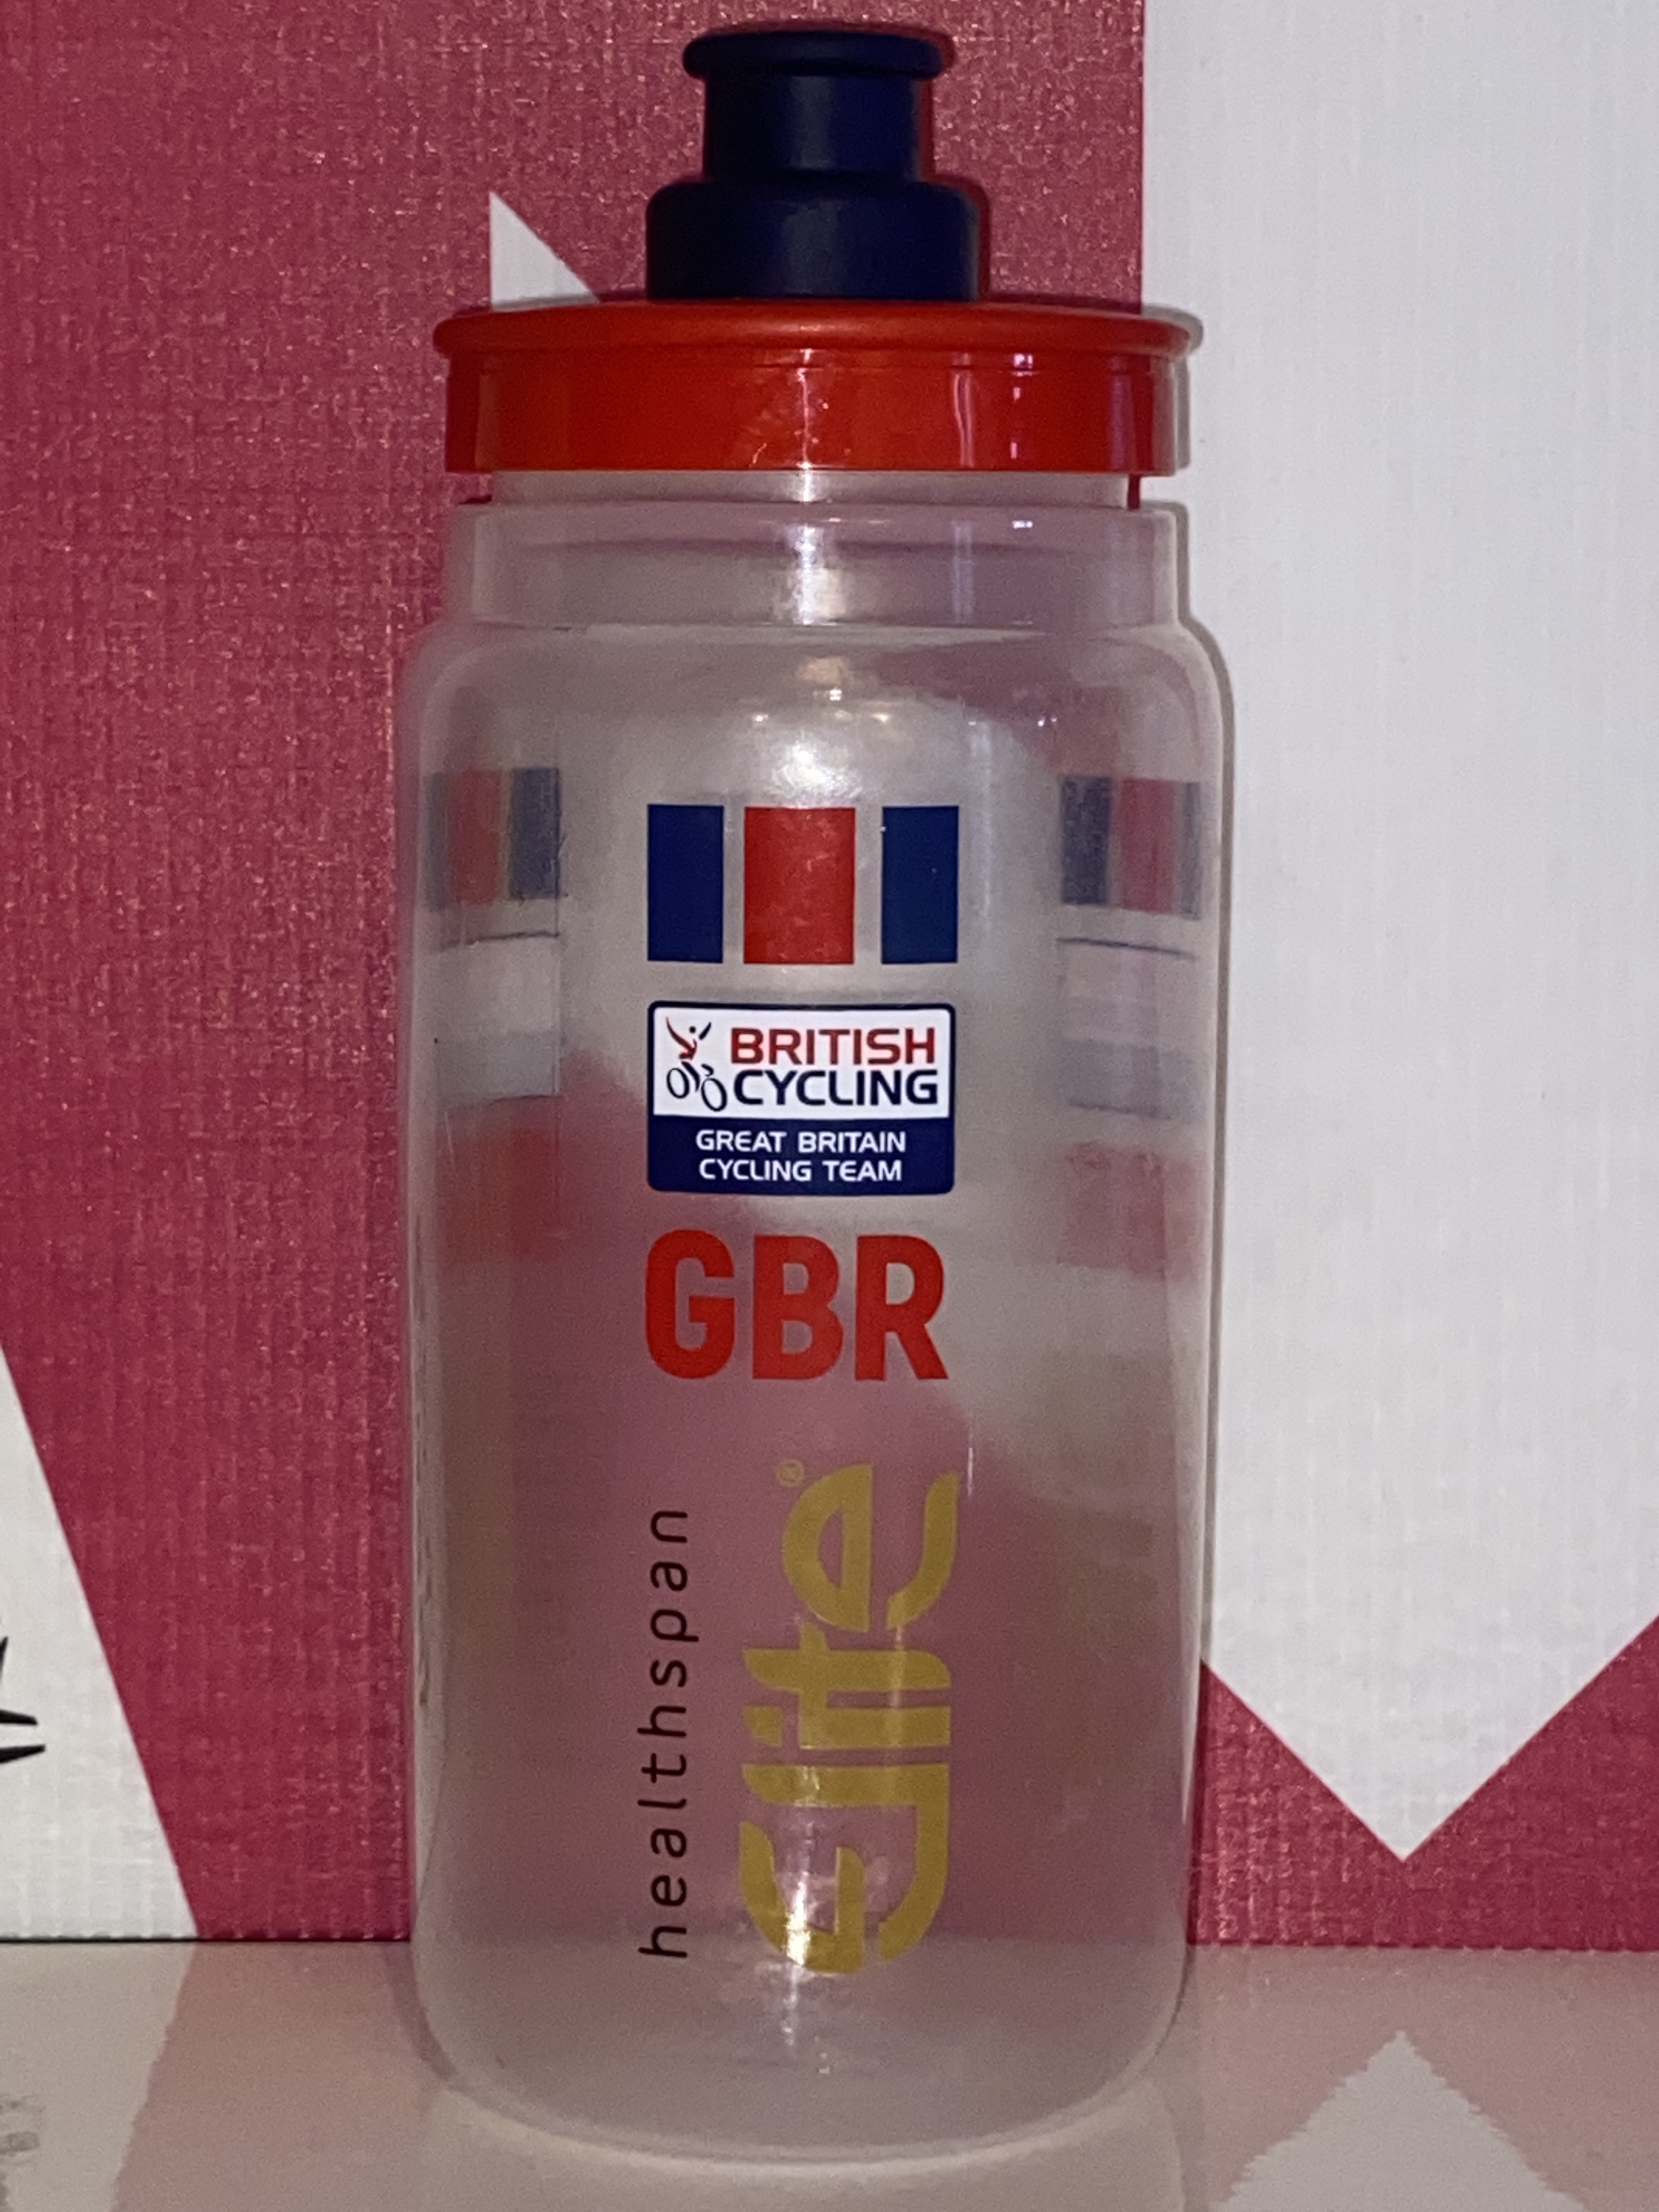 BRITISH
CYCLING
GREAT BRITAIN
CYCLING TEAM
GBR
healthspan
elite®